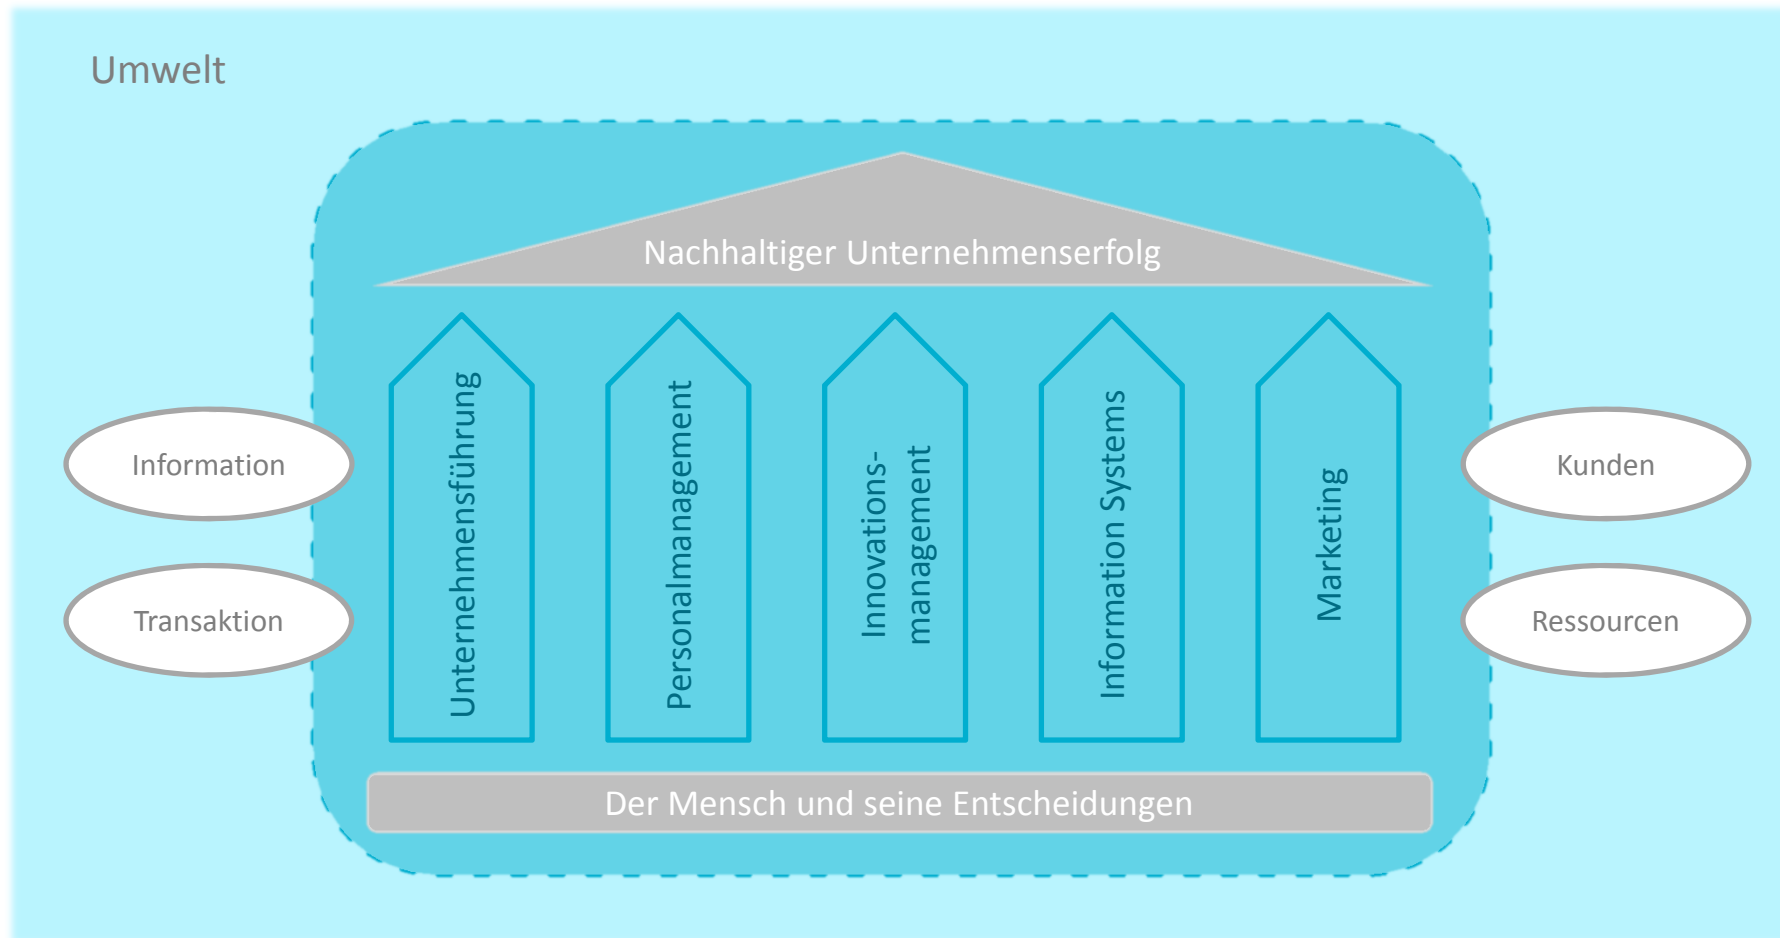 Umwelt
Nachhaltiger Unternehmenserfolg
Information
Transaktion
Unternehmensführung
Personalmanagement
Innovations-
management
Information Systems
Marketing
Kunden
Ressourcen
Der Mensch und seine Entscheidungen